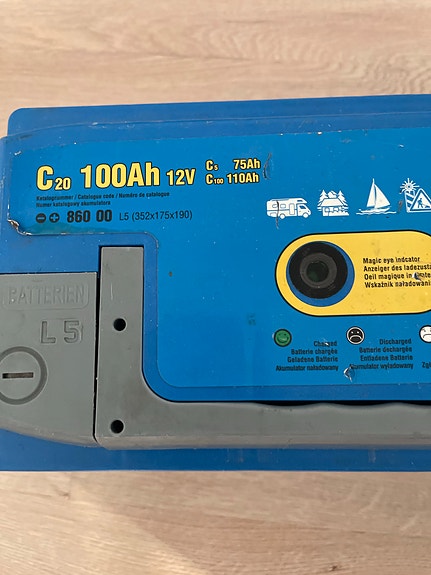 C20 100Ah 12V C5 75Ah
C100 110Ah
Katalognummer / Catalogue code / Numéro de catalogue
Numer katalogowy akumulatora
860 00 L5 (352x175x190)
Magic eye indcator
Anzeiger des ladezusta
Oeil magique
Wskaźnik naładowani
BATTERIEN
L5
Charged
Batterie chargée
Geladene Batterie
Akumulator naładowany
Discharged
Batterie déchargée
Entladene Batterie
Akumulator wyładowany